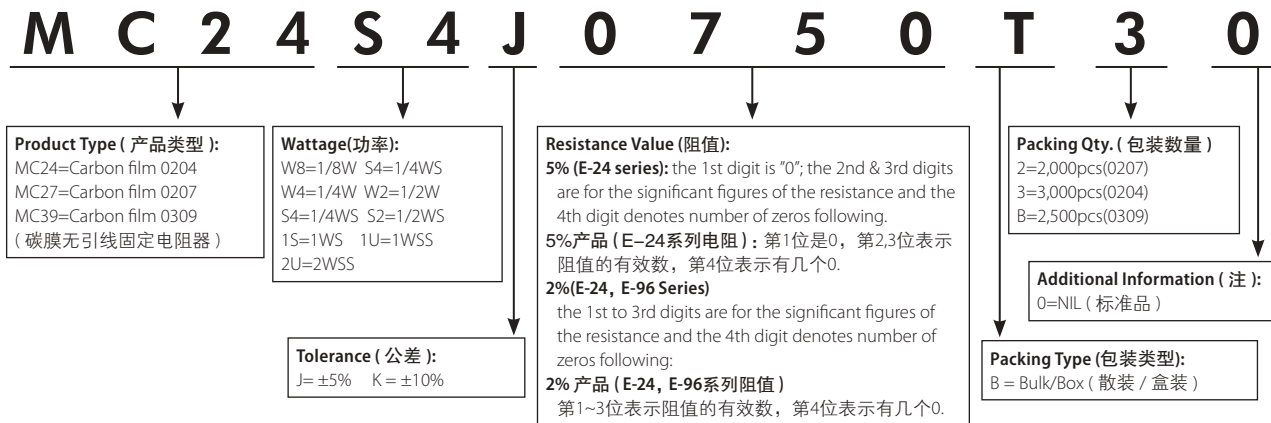 MC24S4J0750T30
Product Type ( 产品类型 ):
MC24=Carbon film 0204
MC27=Carbon film 0207
MC39=Carbon film 0309
( 碳膜无引线固定电阻器 )
Wattage(功率):
W8=1/8W S4=1/4WS
W4=1/4W W2=1/2W
S4=1/4WS S2=1/2WS
1S=1WS 1U=1WSS
2U=2WSS
Tolerance ( 公差 ):
J= ±5% K = ±10%
Resistance Value (阻值):
5% (E-24 series): the 1st digit is "0"; the 2nd & 3rd digits
are for the significant figures of the resistance and the
4th digit denotes number of zeros following.
5%产品 ( E–24系列电阻 ) : 第1位是0，第2,3位表示
阻值的有效数，第4位表示有几个0.
2%(E-24, E-96 Series)
the 1st to 3rd digits are for the significant figures of
the resistance and the 4th digit denotes number of
zeros following:
2% 产品 ( E-24, E-96系列阻值 )
第1~3位表示阻值的有效数，第4位表示有几个0.
Packing Qty. ( 包装数量 )
2=2,000pcs(0207)
3=3,000pcs(0204)
B=2,500pcs(0309)
Additional Information ( 注 ):
0=NIL ( 标准品 )
Packing Type (包装类型):
B = Bulk/Box ( 散装 / 盒装 )